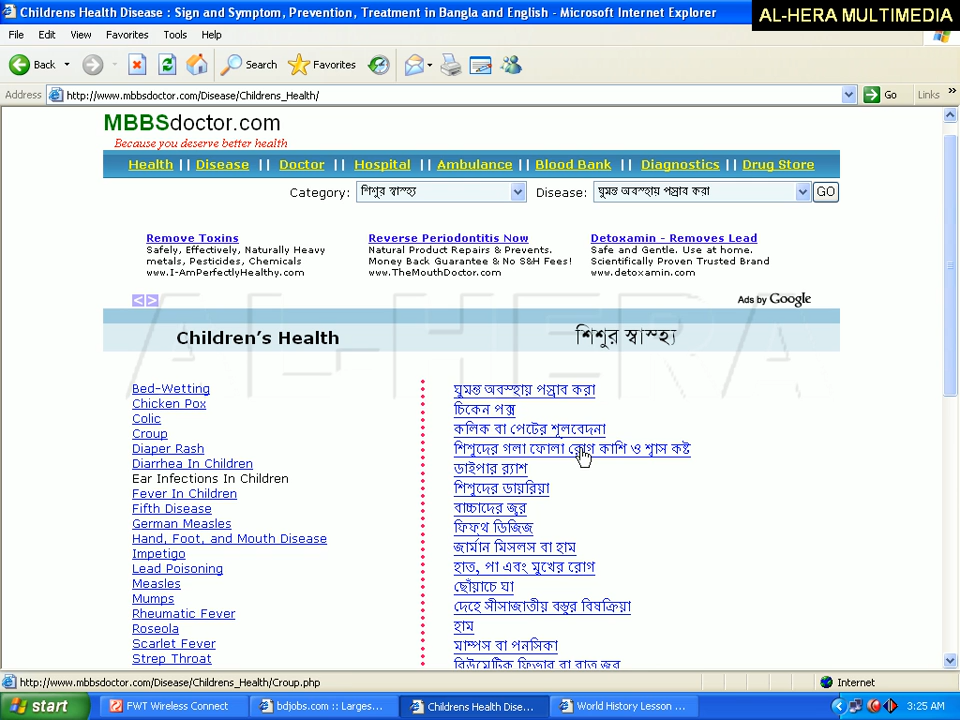 Childrens Health Disease : Sign and Symptom, Prevention, Treatment in Bangla and English - Microsoft Internet Explorer
AL-HERA MULTIMEDIA
File Edit View Favorites Tools Help
Back Search Favorites
Address http://www.mbbsdoctor.com/Disease/Childrens_Health/ Go Links »
MBBSdoctor.com
Because you deserve better health
Health || Disease || Doctor || Hospital || Ambulance || Blood Bank || Diagnostics || Drug Store
Category: শিশুর স্বাস্হ্য Disease: ঘুমন্ত অবস্হায় পস্রাব করা GO
Remove Toxins
Safely, Effectively, Naturally Heavy
metals, Pesticides, Chemicals
www.I-AmPerfectlyHealthy.com
Reverse Periodontitis Now
Natural Product Repairs & Prevents.
Money Back Guarantee & No S&H Fees!
www.TheMouthDoctor.com
Detoxamin - Removes Lead
Safe and Gentle. Use at home.
Scientifically Proven Trusted Brand
www.detoxamin.com
<> Ads by Google
AL-HERA
Children's Health শিশুর স্বাস্হ্য
Bed-Wetting
Chicken Pox
Colic
Croup
Diaper Rash
Diarrhea In Children
Ear Infections In Children
Fever In Children
Fifth Disease
German Measles
Hand, Foot, and Mouth Disease
Impetigo
Lead Poisoning
Measles
Mumps
Rheumatic Fever
Roseola
Scarlet Fever
Strep Throat
ঘুমন্ত অবস্হায় পস্রাব করা
চিকেন পক্স
কলিক বা পেটের শূলবেদনা
শিশুদের গলা ফোলা রোগ কাশি ও শ্বাস কষ্ট
ডাইপার র‍্যাশ
শিশুদের ডায়রিয়া
বাচ্চাদের জ্বর
ফিফ্থ ডিজিজ
জার্মান মিসলস বা হাম
হাত, পা এবং মুখের রোগ
ছোঁয়াচে ঘা
দেহে সীসাজাতীয় বস্তুর বিষক্রিয়া
হাম
মাম্পস বা পনসিকা
রিউমেটিক ফিভার বা বাত জ্বর
http://www.mbbsdoctor.com/Disease/Childrens_Health/Croup.php Internet
start FWT Wireless Connect bdjobs.com :: Larges... Childrens Health Dise... World History Lesson ... 3:25 AM